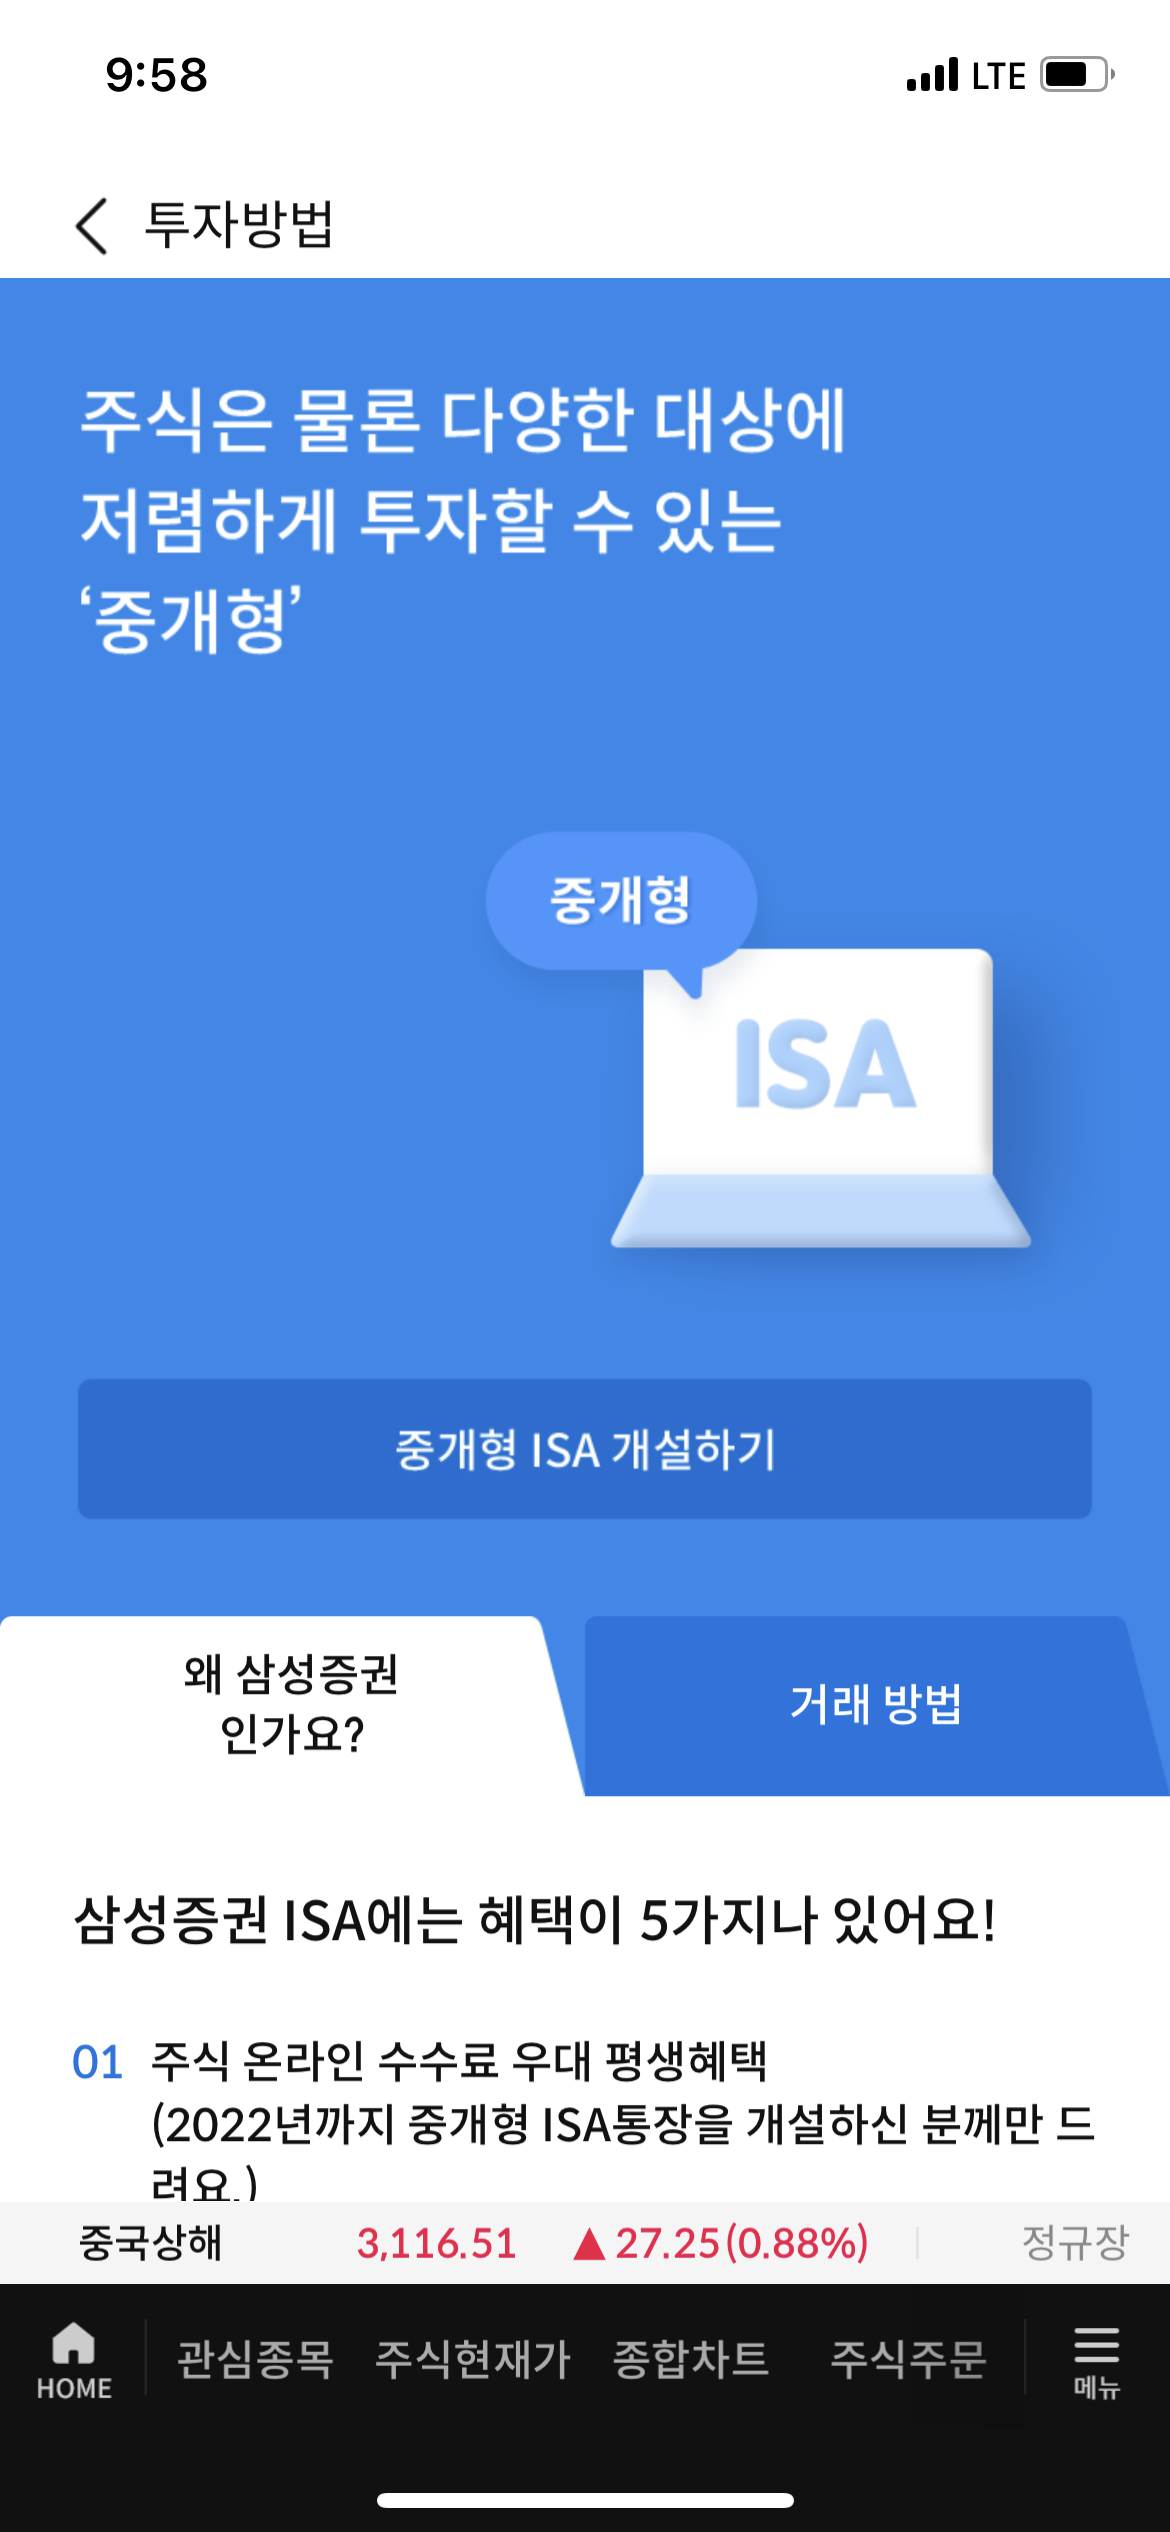 9:58
LTE
투자방법
주식은 물론 다양한 대상에
저렴하게 투자할 수 있는
‘중개형’
중개형
ISA
중개형 ISA 개설하기
왜 삼성증권
인가요?
거래 방법
삼성증권 ISA에는 혜택이 5가지나 있어요!
01 주식 온라인 수수료 우대 평생혜택
(2022년까지 중개형 ISA통장을 개설하신 분께만 드
려요.)
중국상해 3,116.51 ▲27.25(0.88%) 정규장
HOME 관심종목 주식현재가 종합차트 주식주문 메뉴